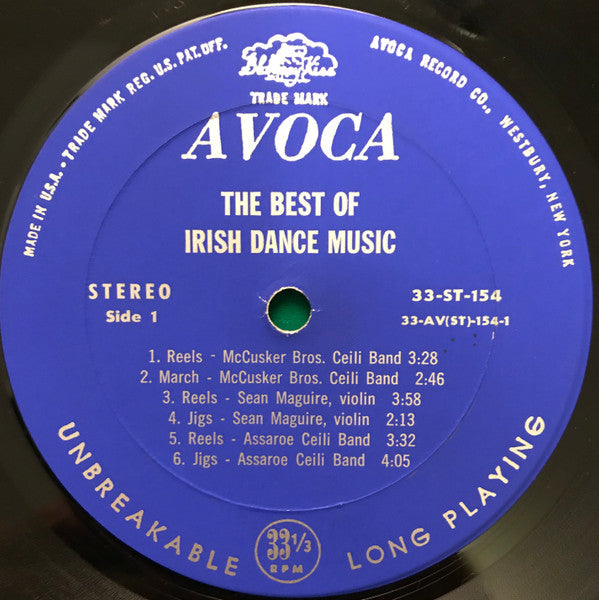 MADE IN U.S.A. • TRADE MARK REG. U.S. PAT. OFF.
Blarney Kiss
TRADE MARK
AVOCA RECORD CO., WESTBURY, NEW YORK
AVOCA
THE BEST OF
IRISH DANCE MUSIC
STEREO
Side 1
33-ST-154
33-AV(ST)-154-1
1. Reels - McCusker Bros. Ceili Band 3:28
2. March - McCusker Bros. Ceili Band 2:46
3. Reels - Sean Maguire, violin 3:58
4. Jigs - Sean Maguire, violin 2:13
5. Reels - Assaroe Ceili Band 3:32
6. Jigs - Assaroe Ceili Band 4:05
UNBREAKABLE
33 1/3
RPM
LONG PLAYING